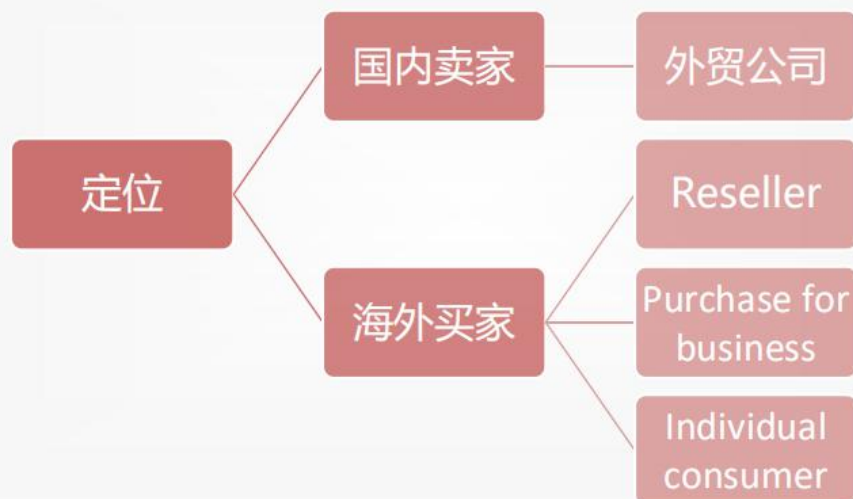 定位
国内卖家
外贸公司
海外买家
Reseller
Purchase for
business
Individual
consumer